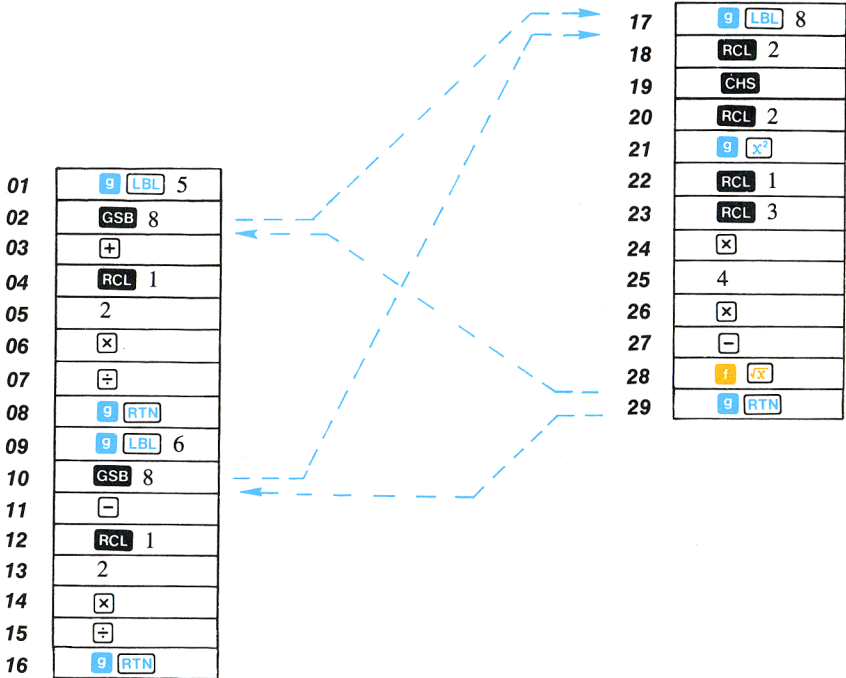 01 g LBL 5
02 GSB 8
03 +
04 RCL 1
05 2
06 ×
07 ÷
08 g RTN
09 g LBL 6
10 GSB 8
11 −
12 RCL 1
13 2
14 ×
15 ÷
16 g RTN
17 g LBL 8
18 RCL 2
19 CHS
20 RCL 2
21 g x²
22 RCL 1
23 RCL 3
24 ×
25 4
26 ×
27 −
28 f √x
29 g RTN